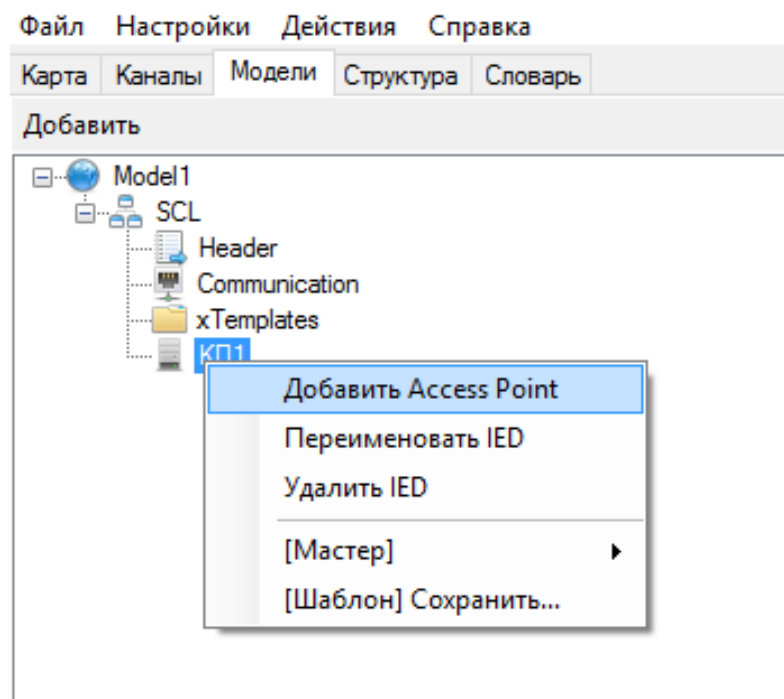 Файл Настройки Действия Справка
Карта Каналы Модели Структура Словарь
Добавить
Model1
SCL
Header
Communication
xTemplates
КП1
Добавить Access Point
Переименовать IED
Удалить IED
[Мастер]
[Шаблон] Сохранить...